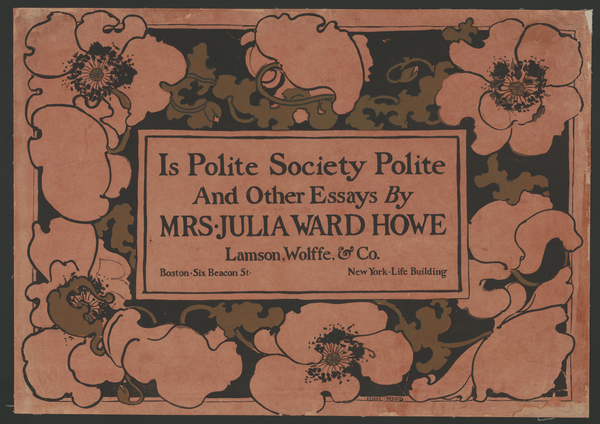 Is Polite Society Polite
And Other Essays By
MRS·JULIA WARD HOWE
Lamson, Wolffe, & Co.
Boston·Six Beacon St·
New York·Life Building